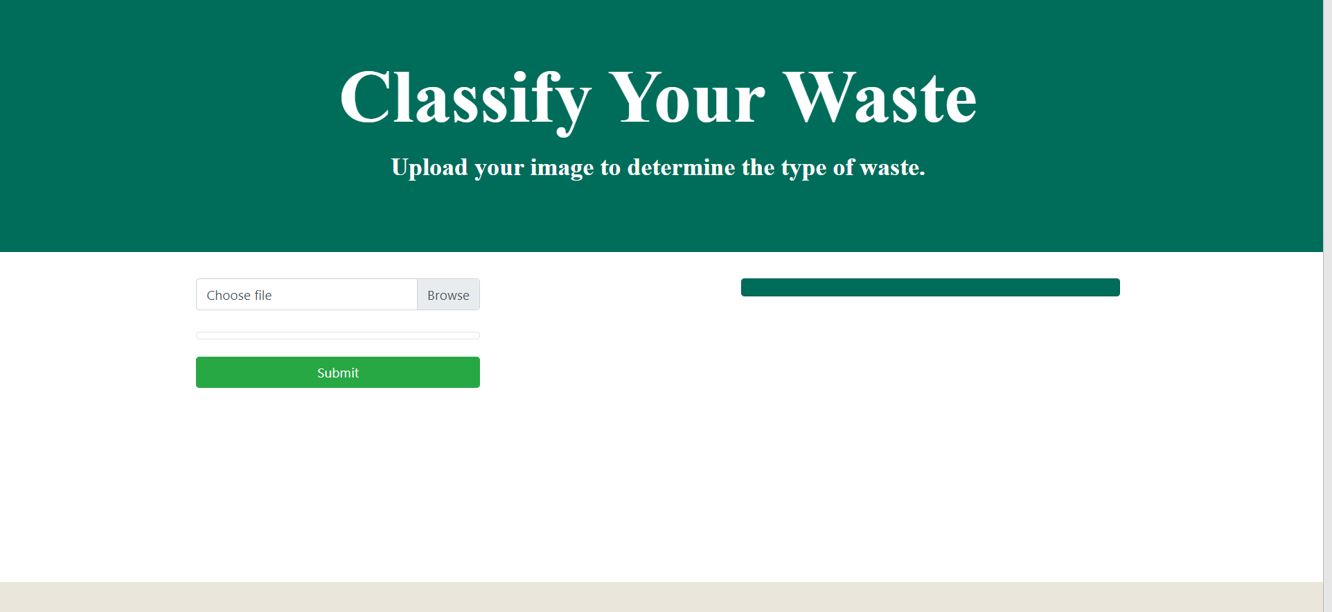 Classify Your Waste
Upload your image to determine the type of waste.
Choose file
Browse
Submit